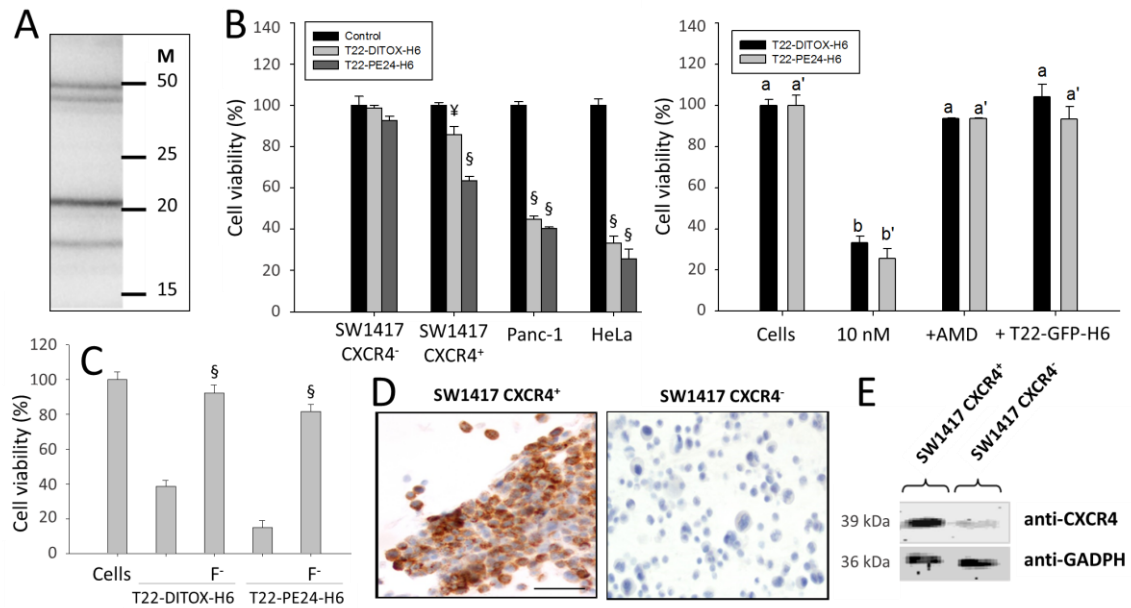 A
M
50
25
20
15
B
Cell viability (%)
140
120
100
80
60
40
20
0
Control
T22-DITOX-H6
T22-PE24-H6
¥
§
§
§
§
§
SW1417
CXCR4-
SW1417
CXCR4+
Panc-1
HeLa
Cell viability (%)
140
120
100
80
60
40
20
0
T22-DITOX-H6
T22-PE24-H6
a
a'
b
b'
a
a'
a
a'
Cells
10 nM
+AMD
+ T22-GFP-H6
C
Cell viability (%)
120
100
80
60
40
20
0
§
§
Cells
F-
F-
T22-DITOX-H6
T22-PE24-H6
D
SW1417 CXCR4+
SW1417 CXCR4-
E
SW1417 CXCR4+
SW1417 CXCR4-
39 kDa
anti-CXCR4
36 kDa
anti-GADPH